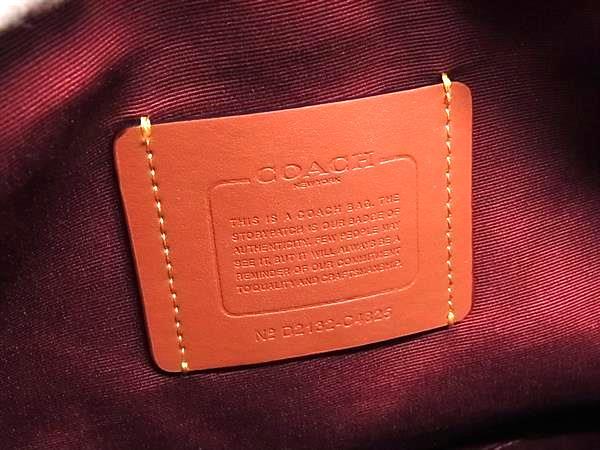 COACH
NEW YORK
THIS IS A COACH BAG. THE
STORYPATCH IS OUR BADGE OF
AUTHENTICITY. FEW PEOPLE MAY
SEE IT, BUT IT WILL ALWAYS BE A
REMINDER OF OUR COMMITMENT
TO QUALITY AND CRAFTSMANSHIP.
Nº D2132-C4325